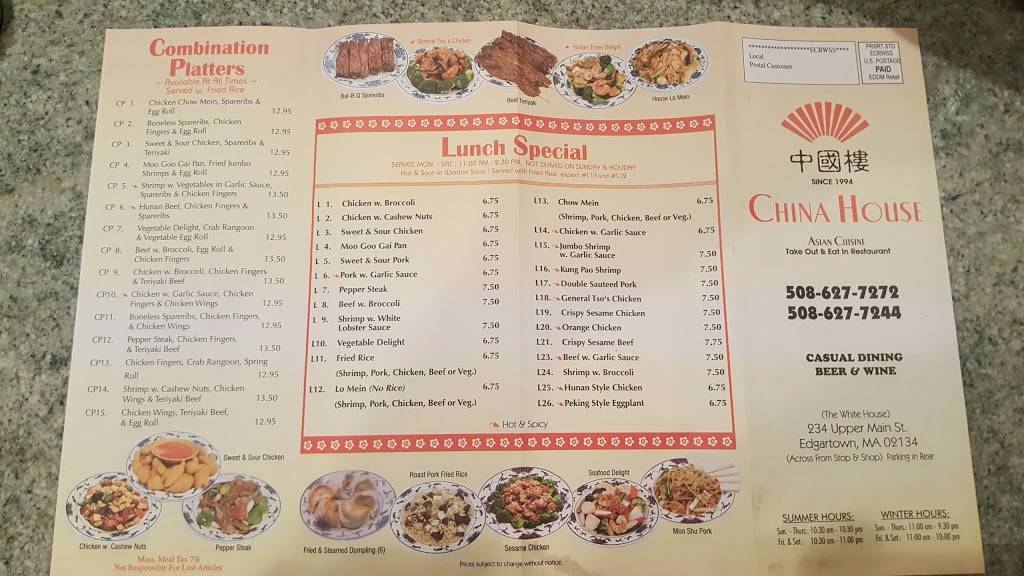 Combination
Platters
~ Available At All Times ~
Served w. Fried Rice
CP 1. Chicken Chow Mein, Spareribs &
Egg Roll 12.95
CP 2. Boneless Spareribs, Chicken
Fingers & Egg Roll 12.95
CP 3. Sweet & Sour Chicken, Spareribs &
Teriyaki 12.95
CP 4. Moo Goo Gai Pan, Fried Jumbo
Shrimps & Egg Roll 12.95
CP 5. Shrimp w. Vegetables in Garlic Sauce,
Spareribs & Chicken Fingers 13.50
CP 6. Hunan Beef, Chicken Fingers &
Spareribs 13.50
CP 7. Vegetable Delight, Crab Rangoon
& Vegetable Egg Roll 12.95
CP 8. Beef w. Broccoli, Egg Roll &
Chicken Fingers 13.50
CP 9. Chicken w. Broccoli, Chicken Fingers
& Teriyaki Beef 13.50
CP10. Chicken w. Garlic Sauce, Chicken
Fingers & Chicken Wings 12.95
CP11. Boneless Spareribs, Chicken Fingers,
& Chicken Wings 12.95
CP12. Pepper Steak, Chicken Fingers,
& Teriyaki Beef 13.50
CP13. Chicken Fingers, Crab Rangoon, Spring
Roll 12.95
CP14. Shrimp w. Cashew Nuts, Chicken
Wings & Teriyaki Beef 13.50
CP15. Chicken Wings, Teriyaki Beef,
& Egg Roll 12.95
Sweet & Sour Chicken
Chicken w. Cashew Nuts
Pepper Steak
Mass. Meal Tax 7%
Not Responsible For Lost Articles
Bar-B-Q Spareribs
General Tso's Chicken
Beef Teriyaki
Hunan Three Delight
House Lo Mein
Lunch Special
SERVED MON. - SAT.: 11:00 AM - 2:30 PM, NOT SERVED ON SUNDAY & HOLIDAY
Hot & Sour or Wonton Soup / Served with Fried Rice, expect #L11and #L12
L 1. Chicken w. Broccoli 6.75
L 2. Chicken w. Cashew Nuts 6.75
L 3. Sweet & Sour Chicken 6.75
L 4. Moo Goo Gai Pan 6.75
L 5. Sweet & Sour Pork 6.75
L 6. Pork w. Garlic Sauce 6.75
L 7. Pepper Steak 7.50
L 8. Beef w. Broccoli 7.50
L 9. Shrimp w. White
Lobster Sauce 7.50
L10. Vegetable Delight 6.75
L11. Fried Rice 6.75
(Shrimp, Pork, Chicken, Beef or Veg.)
L12. Lo Mein (No Rice) 6.75
(Shrimp, Pork, Chicken, Beef or Veg.)
L13. Chow Mein 6.75
(Shrimp, Pork, Chicken, Beef or Veg.)
L14. Chicken w. Garlic Sauce 6.75
L15. Jumbo Shrimp
w. Garlic Sauce 7.50
L16. Kung Pao Shrimp 7.50
L17. Double Sauteed Pork 7.50
L18. General Tso's Chicken 7.50
L19. Crispy Sesame Chicken 7.50
L20. Orange Chicken 7.50
L21. Crispy Sesame Beef 7.75
L23. Beef w. Garlic Sauce 7.50
L24. Shrimp w. Broccoli 7.50
L25. Hunan Style Chicken 6.75
L26. Peking Style Eggplant 6.75
Hot & Spicy
Fried & Steamed Dumpling (6)
Roast Pork Fried Rice
Sesame Chicken
Seafood Delight
Moo Shu Pork
Prices subject to change without notice
*******************ECRWSS****
Local
Postal Customer
PRSRT STD
ECRWSS
U.S. POSTAGE
PAID
EDDM Retail
中國樓
SINCE 1994
CHINA HOUSE
ASIAN CUISINE
Take Out & Eat In Restaurant
508-627-7272
508-627-7244
CASUAL DINING
BEER & WINE
(The White House)
234 Upper Main St.
Edgartown, MA 02134
(Across From Stop & Shop) Parking in Rear
SUMMER HOURS:
Sun. - Thurs.: 10:30 am - 10:30 pm
Fri. & Sat.: 10:30 am - 11:00 pm
WINTER HOURS:
Sun. - Thurs.: 11:00 am - 9:30 pm
Fri. & Sat.: 11:00 am - 10:00 pm